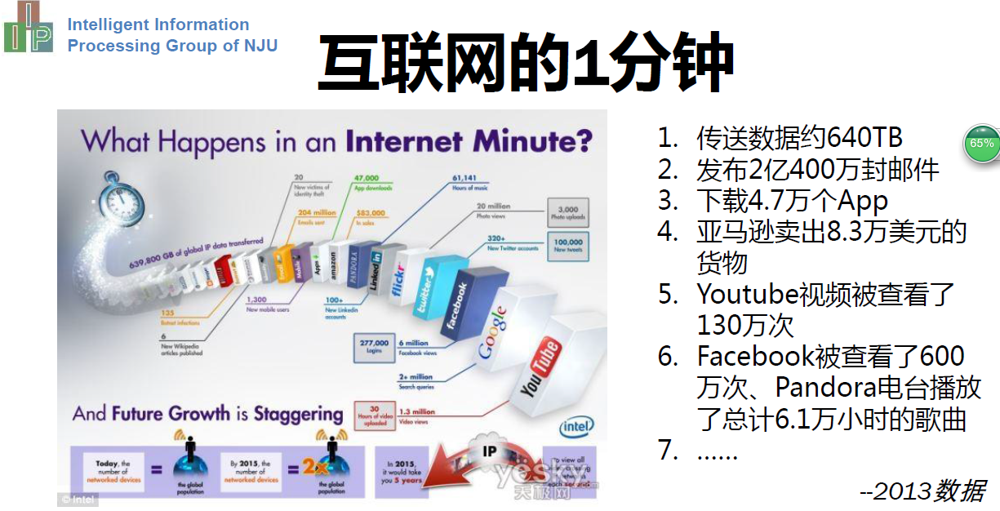 Intelligent Information
Processing Group of NJU
IIP
互联网的1分钟
What Happens in an Internet Minute?
20
New victims of
identity theft
47,000
App downloads
61,141
Hours of music
204 million
Emails sent
$83,000
In sales
20 million
Photo views
3,000
Photo uploads
320+
New Twitter accounts
100,000
New tweets
639,800 GB of global IP data transferred
Email
Mobile
Apps
amazon
PANDORA
Linked in
flickr
twitter
facebook
Google
YouTube
135
Botnet infections
6
New Wikipedia
articles published
1,300
New mobile users
100+
New Linkedin
accounts
277,000
Logins
6 million
Facebook views
2+ million
Search queries
30
Hours of video
uploaded
1.3 million
Video views
And Future Growth is Staggering
intel
Today, the
number of
networked devices
=
the global
population
By 2015, the
number of
networked devices
= 2x
the global
population
In 2015,
it would take
you 5 years
IP
To view all
each second
yesky
天极网
© Intel
1. 传送数据约640TB
2. 发布2亿400万封邮件
3. 下载4.7万个App
4. 亚马逊卖出8.3万美元的
货物
5. Youtube视频被查看了
130万次
6. Facebook被查看了600
万次、Pandora电台播放
了总计6.1万小时的歌曲
7. ……
65%
--2013数据